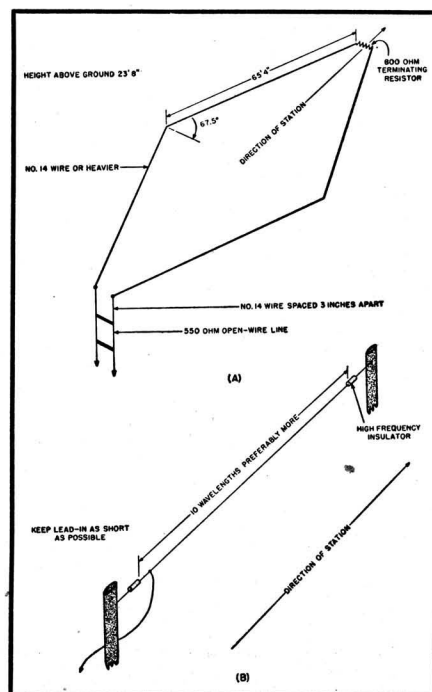 HEIGHT ABOVE GROUND 23'8"
800 OHM
TERMINATING
RESISTOR
65'4"
67.5°
DIRECTION OF STATION
NO. 14 WIRE OR HEAVIER
NO. 14 WIRE SPACED 3 INCHES APART
550 OHM OPEN-WIRE LINE
(A)
HIGH FREQUENCY
INSULATOR
10 WAVELENGTHS PREFERABLY MORE
KEEP LEAD-IN AS SHORT
AS POSSIBLE
DIRECTION OF STATION
(B)